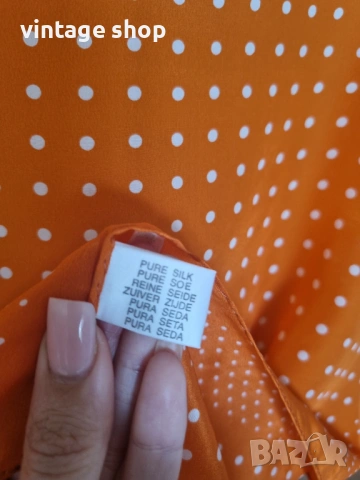 vintage shop
PURE SILK
PURE SOE
REINE SEIDE
ZUIVER ZIJDE
PURA SEDA
PURA SETA
PURA SEDA
BAZAR